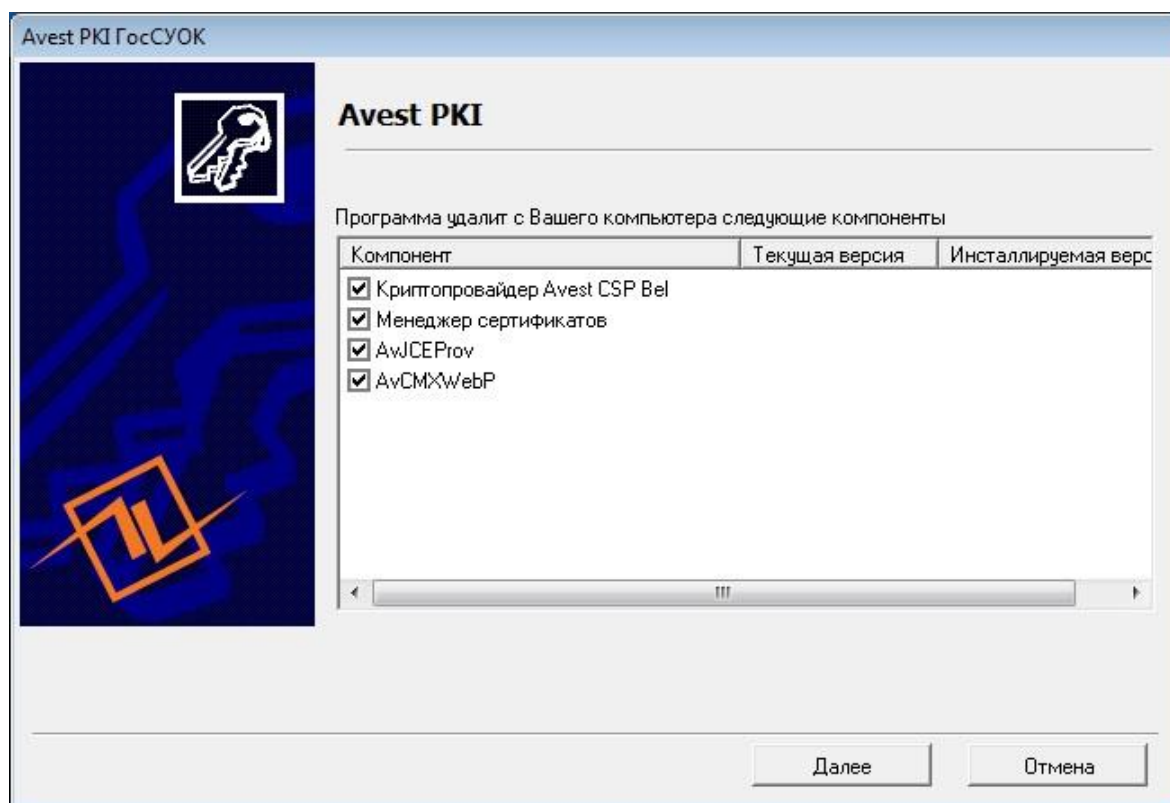 Avest PKI ГосСУОК
Avest PKI
Программа удалит с Вашего компьютера следующие компоненты
Компонент Текущая версия Инсталлируемая верс
Криптопровайдер Avest CSP Bel
Менеджер сертификатов
AvJCEProv
AvCMXWebP
Далее Отмена